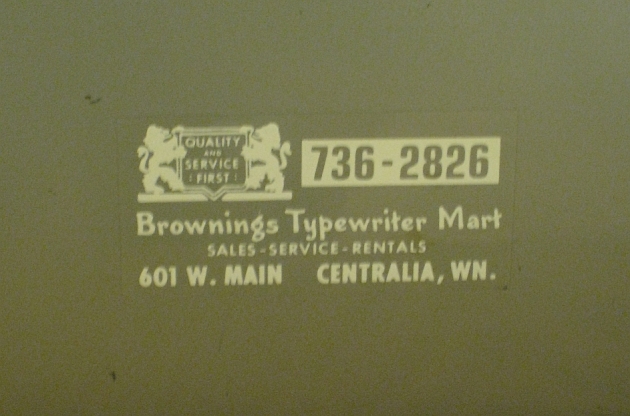 QUALITY
AND
SERVICE
FIRST
736-2826
Brownings Typewriter Mart
SALES-SERVICE-RENTALS
601 W. MAIN CENTRALIA, WN.